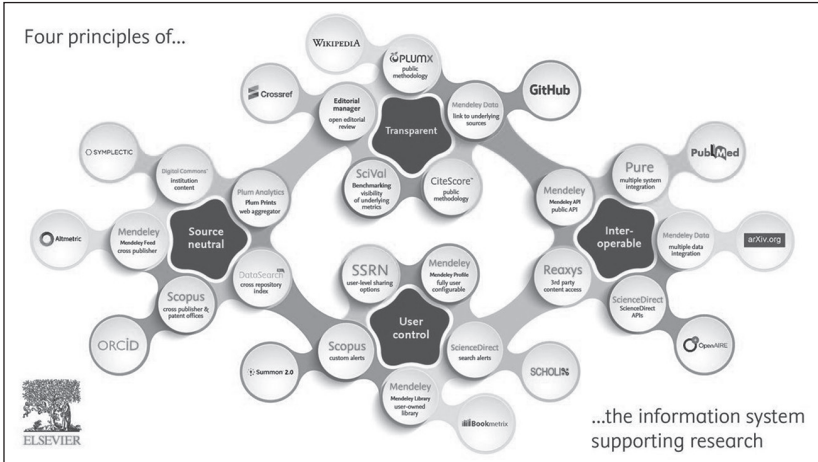 Four principles of...
WIKIPEDIA
PLUMX
public
methodology
Crossref
Editorial
manager
open editorial
review
Transparent
Mendeley Data
link to underlying
sources
GitHub
SciVal
Benchmarking
visibility
of underlying
metrics
CiteScore™
public
methodology
SYMPLECTIC
Digital Commons™
institution
content
Plum Analytics
Plum Prints
web aggregator
Altmetric
Mendeley
Mendeley Feed
cross publisher
Source
neutral
Scopus
cross publisher &
patent offices
DataSearch
cross repository
index
ORCID
SSRN
user-level sharing
options
Mendeley
Mendeley Profile
fully user
configurable
User
control
Scopus
custom alerts
ScienceDirect
search alerts
Summon 2.0
Mendeley
Mendeley Library
user-owned
library
SCHOLIX
Bookmetrix
PubMed
Pure
multiple system
integration
Mendeley
Mendeley API
public API
Inter-
operable
Mendeley Data
multiple data
integration
arXiv.org
Reaxys
3rd party
content access
ScienceDirect
ScienceDirect
APIs
OpenAIRE
ELSEVIER
...the information system
supporting research